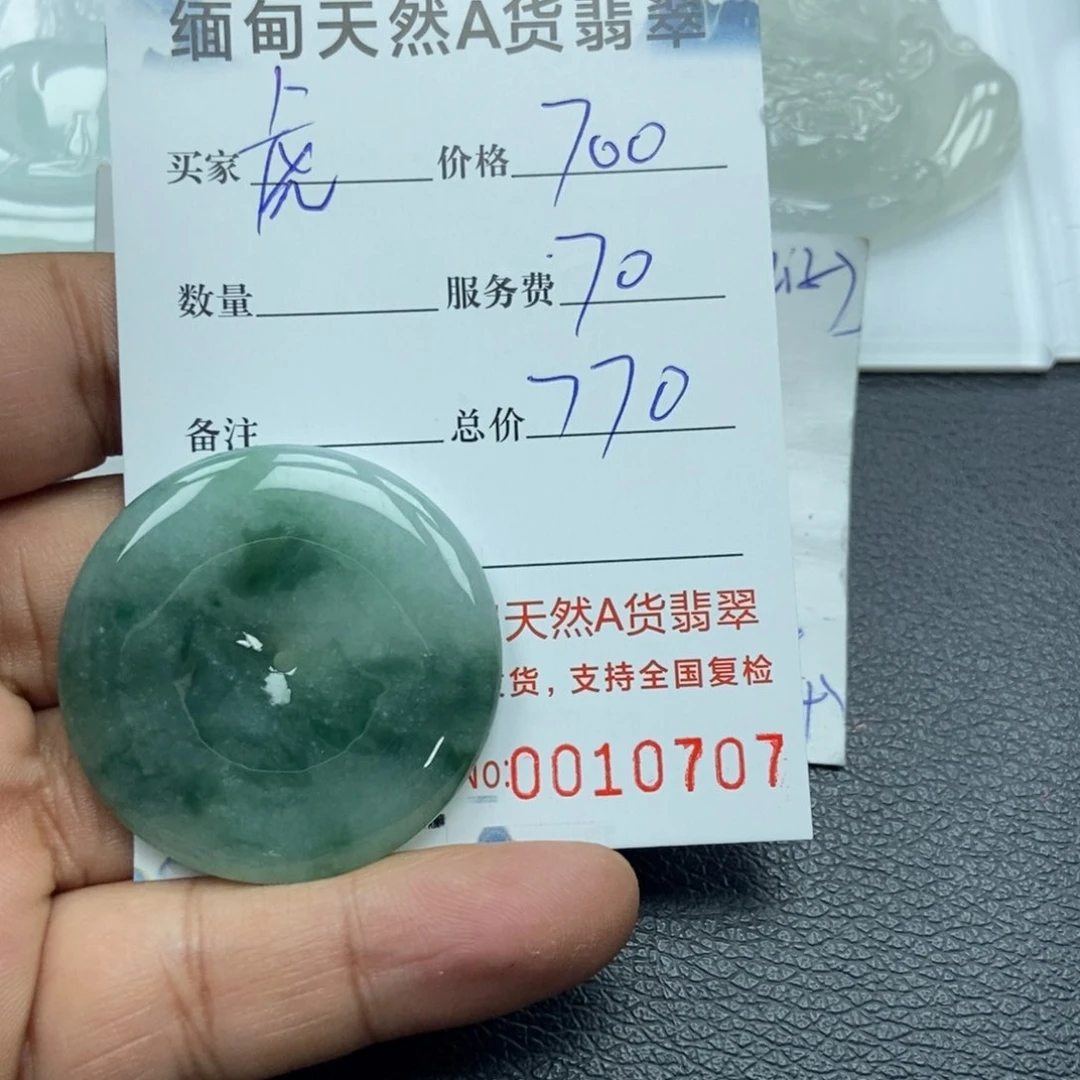 缅甸天然A货翡翠
买家 虎 价格 700
数量 服务费 70
备注 总价 770
天然A货翡翠
货，支持全国复检
No:0010707